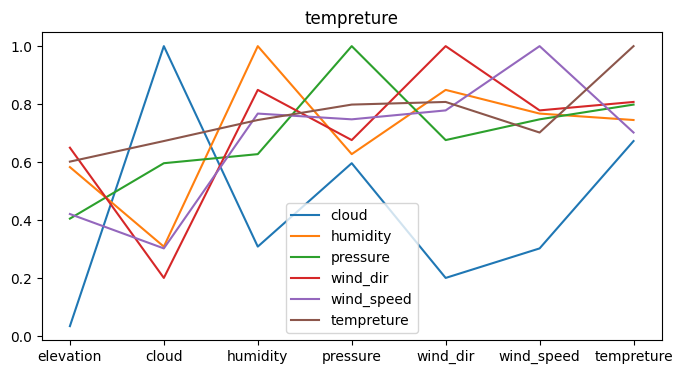 tempreture
1.0
0.8
0.6
0.4
0.2
0.0
cloud
humidity
pressure
wind_dir
wind_speed
tempreture
elevation cloud humidity pressure wind_dir wind_speed tempreture